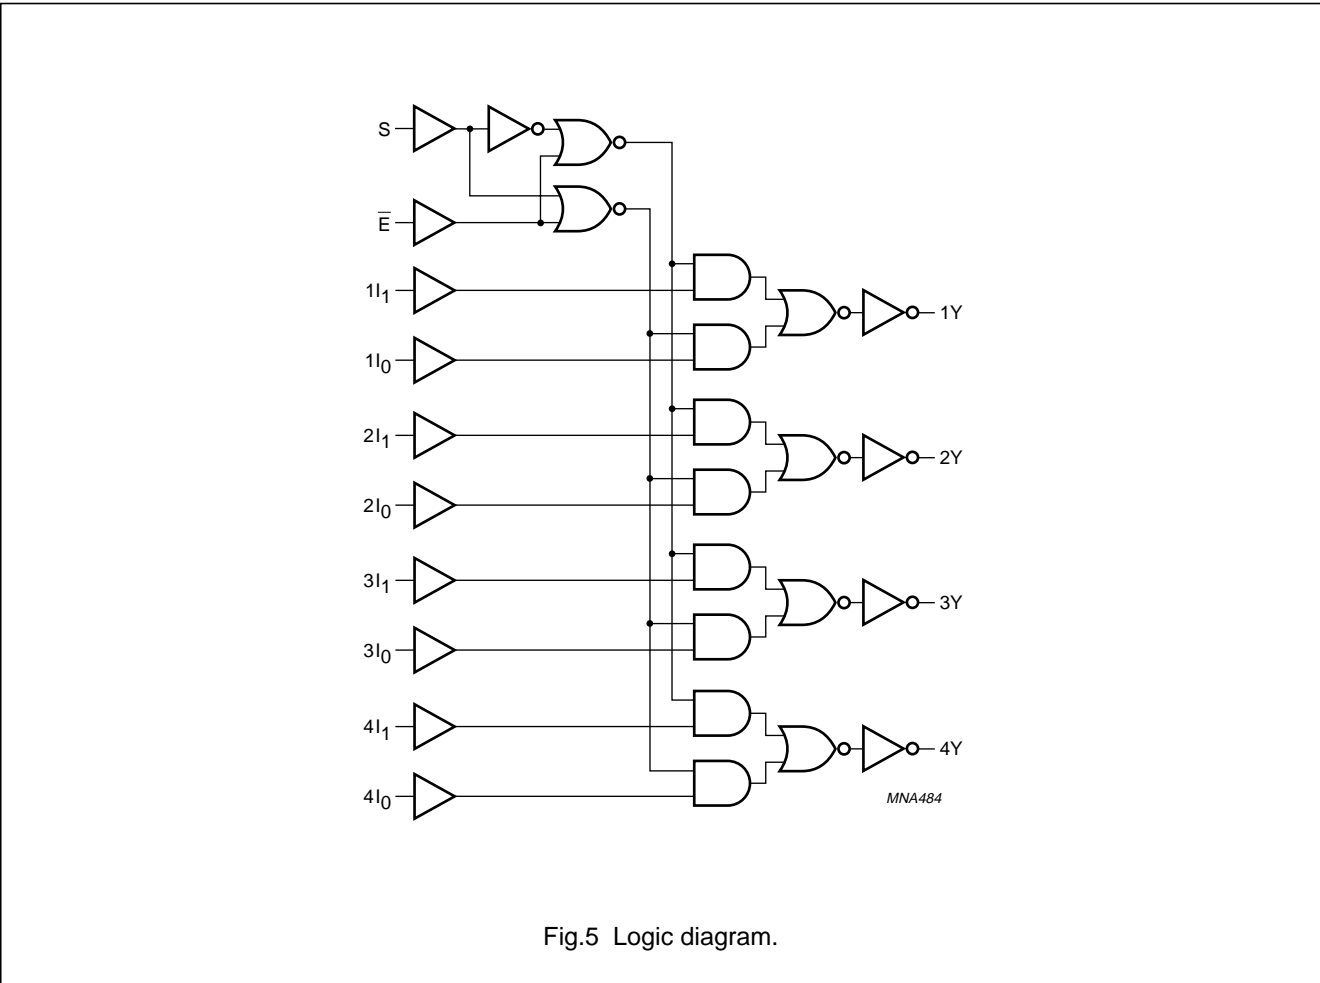 S
E̅
1I₁
1I₀
1Y
2I₁
2I₀
2Y
3I₁
3I₀
3Y
4I₁
4I₀
4Y
MNA484
Fig.5 Logic diagram.